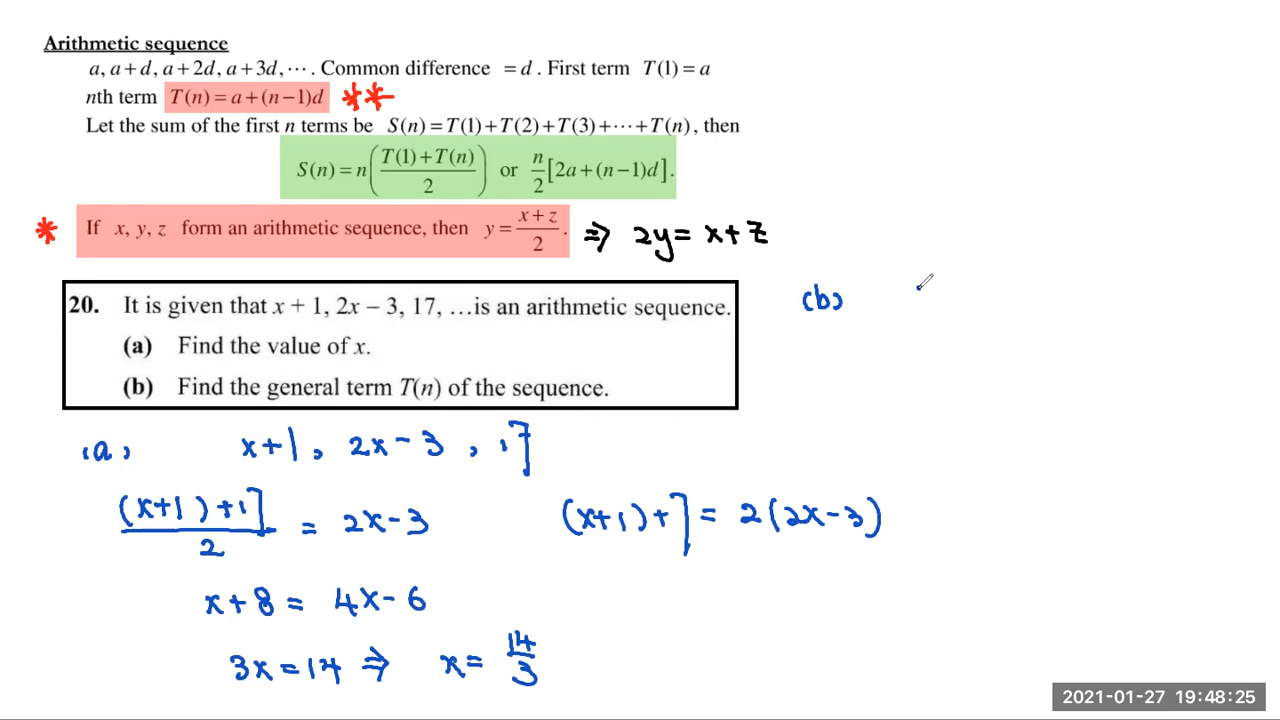 Arithmetic sequence
a, a+d, a+2d, a+3d, ⋯. Common difference = d. First term T(1) = a
nth term T(n) = a+(n−1)d **
Let the sum of the first n terms be S(n) = T(1)+T(2)+T(3)+⋯+T(n), then
S(n) = n((T(1)+T(n))/2) or n/2[2a+(n−1)d].
* If x, y, z form an arithmetic sequence, then y = (x+z)/2. ⇒ 2y = x+z
20. It is given that x + 1, 2x − 3, 17, …is an arithmetic sequence.
(a) Find the value of x.
(b) Find the general term T(n) of the sequence.
(b)
(a) x+1, 2x−3, 17
((x+1)+17)/2 = 2x−3 (x+1)+7 = 2(2x−3)
x+8 = 4x−6
3x = 14 ⇒ x = 14/3
2021-01-27 19:48:25